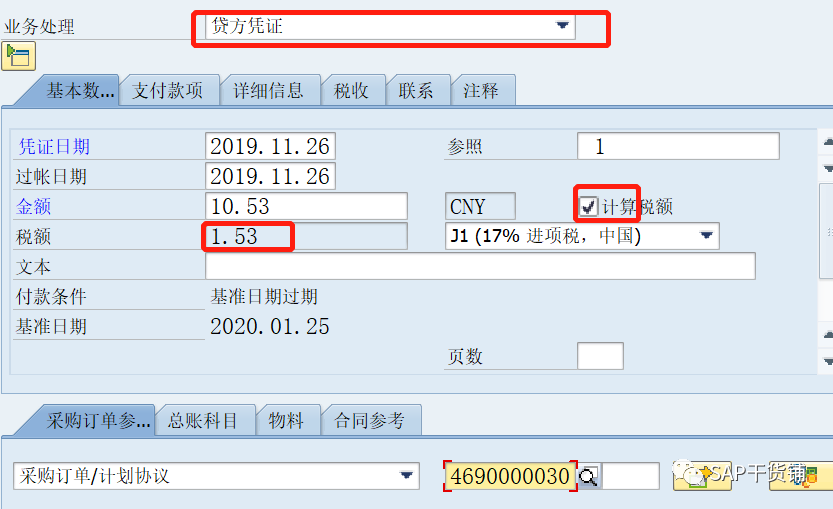 业务处理 贷方凭证
基本数... 支付款项 详细信息 税收 联系 注释
凭证日期 2019.11.26 参照 1
过帐日期 2019.11.26
金额 10.53 CNY 计算税额
税额 1.53 J1 (17% 进项税，中国)
文本
付款条件 基准日期过期
基准日期 2020.01.25
页数
采购订单参... 总账科目 物料 合同参考
采购订单/计划协议 4690000030 SAP干货铺